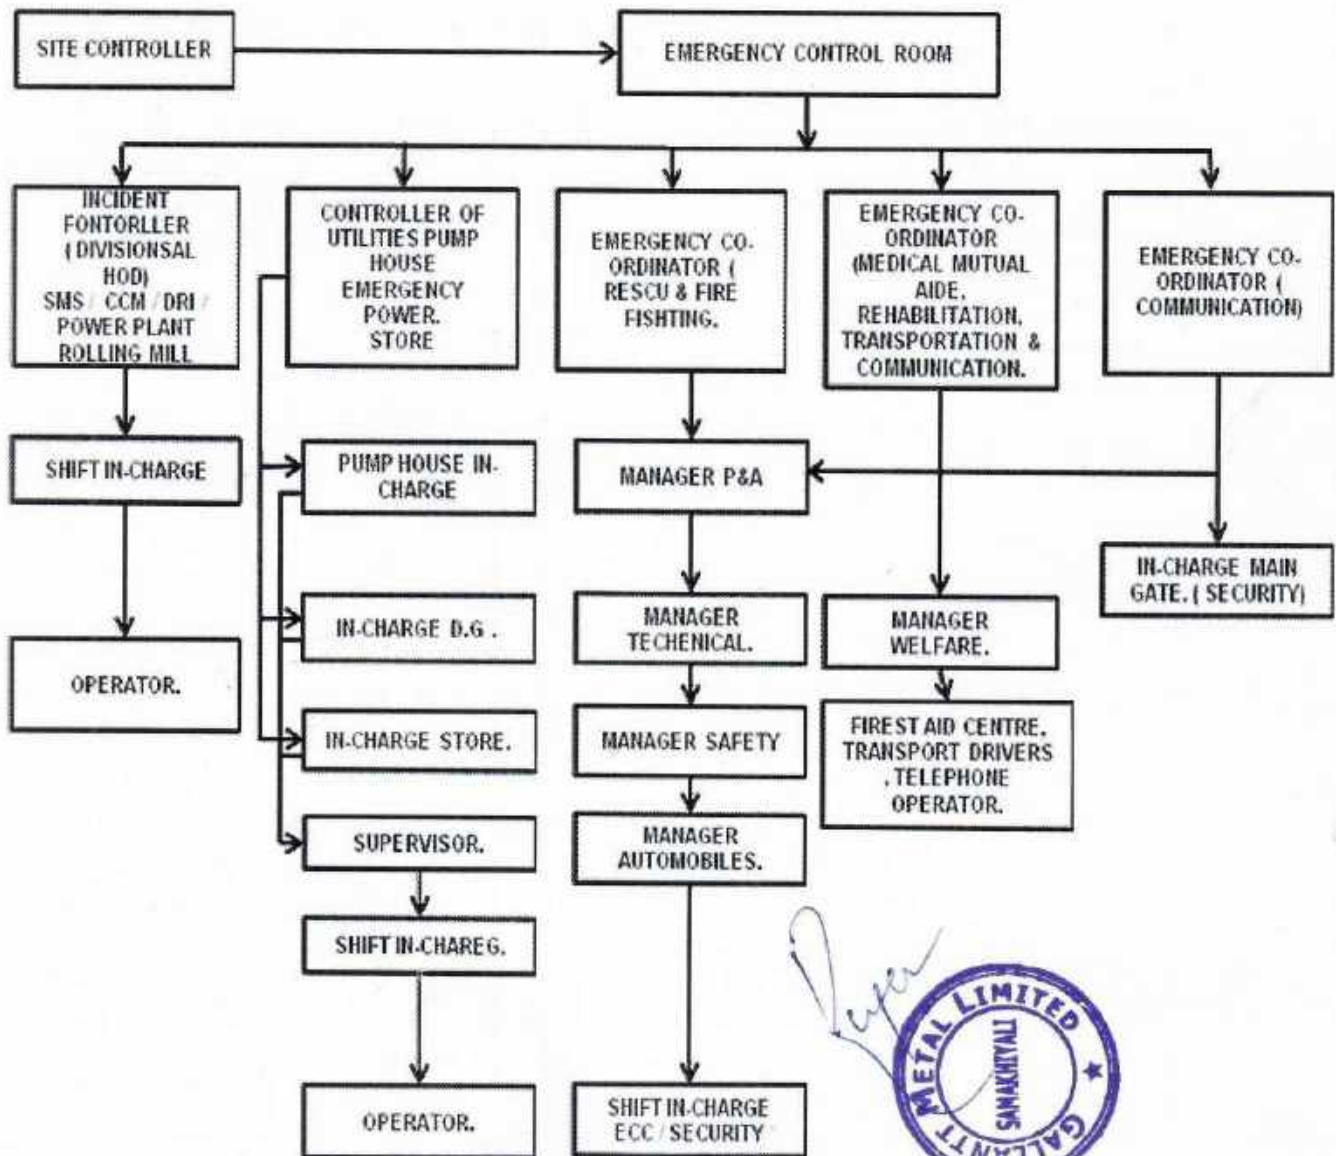 SITE CONTROLLER
EMERGENCY CONTROL ROOM
INCIDENT
FONTORLLER
( DIVISIONSAL
HOD)
SMS / CCM / DRI /
POWER PLANT
ROLLING MILL
CONTROLLER OF
UTILITIES PUMP
HOUSE
EMERGENCY
POWER.
STORE
EMERGENCY CO-
ORDINATOR (
RESCU & FIRE
FISHTING.
EMERGENCY CO-
ORDINATOR
(MEDICAL MUTUAL
AIDE,
REHABILITATION,
TRANSPORTATION &
COMMUNICATION.
EMERGENCY CO-
ORDINATOR (
COMMUNICATION)
SHIFT IN-CHARGE
PUMP HOUSE IN-
CHARGE
MANAGER P&A
IN-CHARGE MAIN
GATE. ( SECURITY)
OPERATOR.
IN-CHARGE D.G .
MANAGER
TECHENICAL.
MANAGER
WELFARE.
IN-CHARGE STORE.
MANAGER SAFETY
FIREST AID CENTRE.
TRANSPORT DRIVERS
. TELEPHONE
OPERATOR.
SUPERVISOR.
MANAGER
AUTOMOBILES.
SHIFT IN-CHAREG.
OPERATOR.
SHIFT IN-CHARGE
ECC / SECURITY
GALLANTT METAL LIMITED ★
SAMAKHIYALI